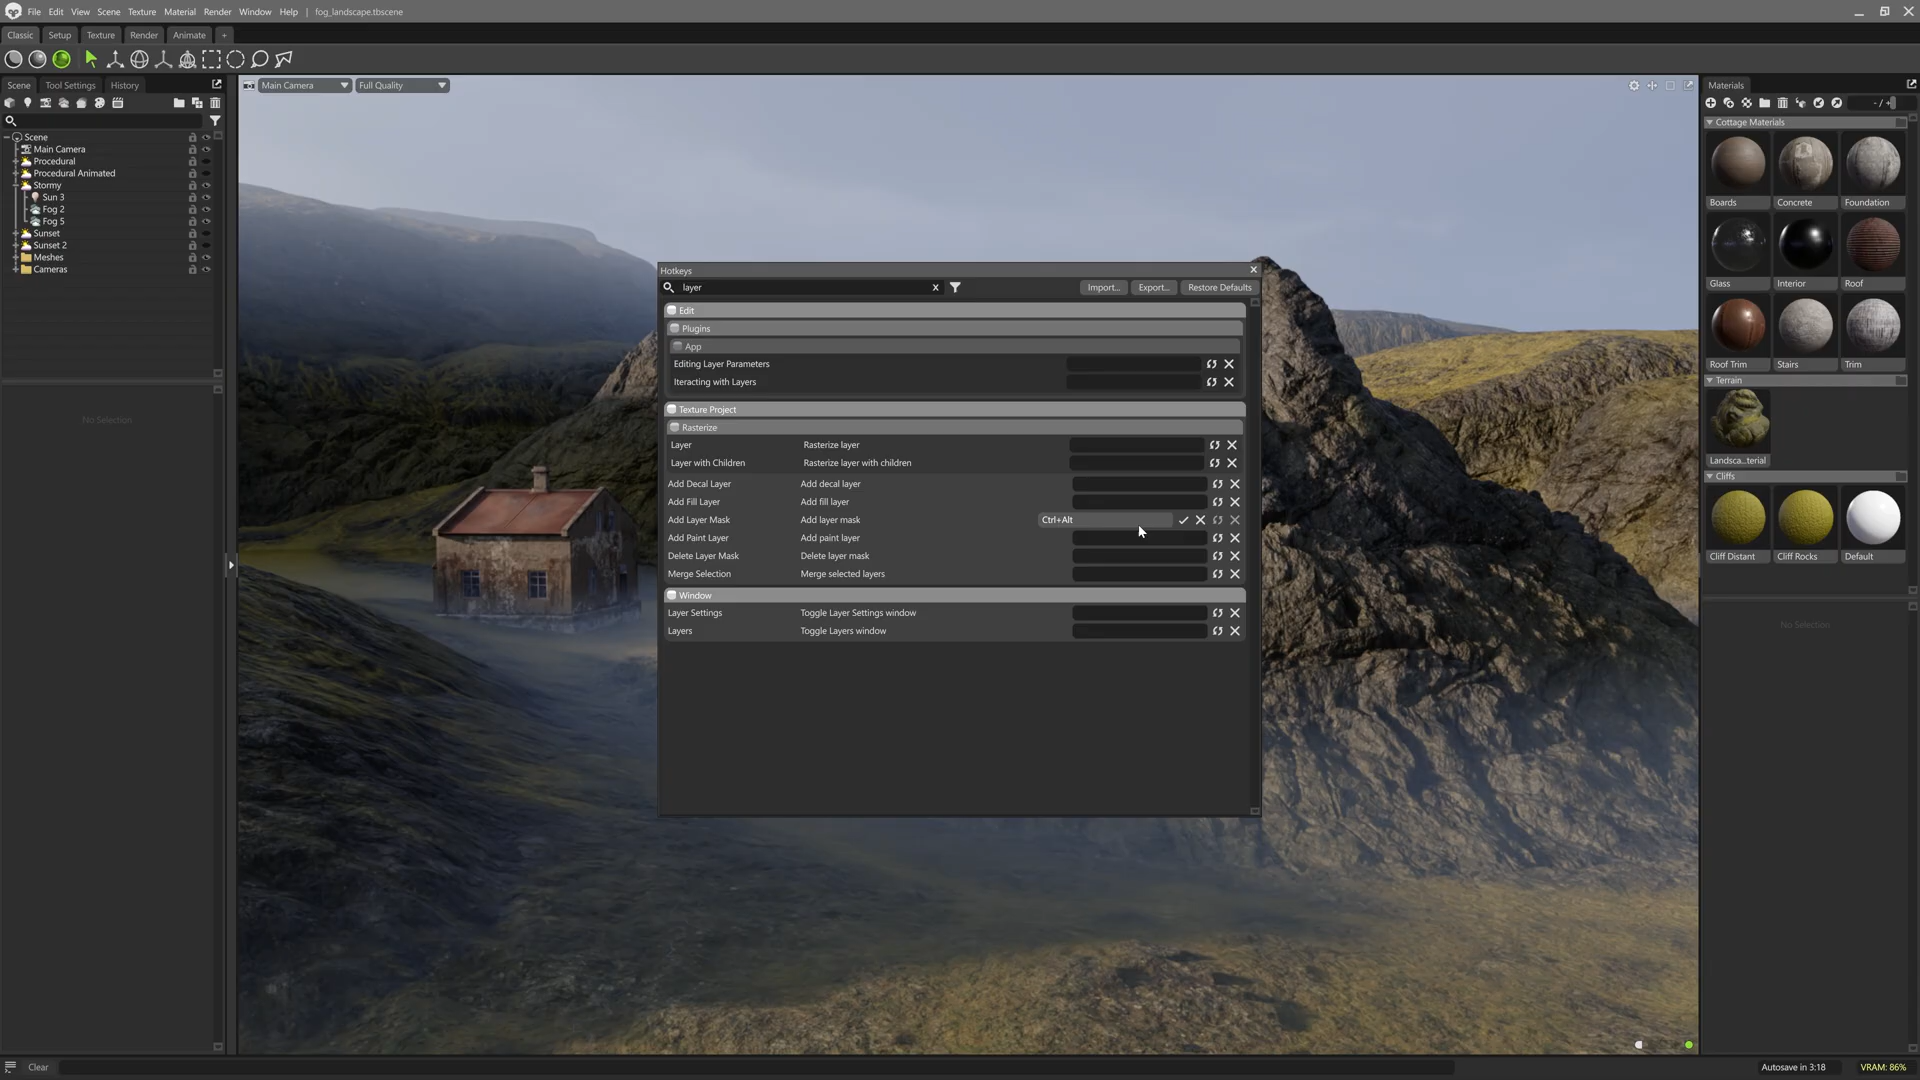 File Edit View Scene Texture Material Render Window Help | fog_landscape.tbscene
Classic Setup Texture Render Animate +
Scene Tool Settings History
Main Camera Full Quality
Materials
- / +
Scene
Main Camera
Procedural
Procedural Animated
Stormy
Sun 3
Fog 2
Fog 5
Sunset
Sunset 2
Meshes
Cameras
No Selection
Hotkeys
layer
Import... Export... Restore Defaults
Edit
Plugins
App
Editing Layer Parameters
Iteracting with Layers
Texture Project
Rasterize
Layer Rasterize layer
Layer with Children Rasterize layer with children
Add Decal Layer Add decal layer
Add Fill Layer Add fill layer
Add Layer Mask Add layer mask Ctrl+Alt
Add Paint Layer Add paint layer
Delete Layer Mask Delete layer mask
Merge Selection Merge selected layers
Window
Layer Settings Toggle Layer Settings window
Layers Toggle Layers window
Cottage Materials
Boards Concrete Foundation
Glass Interior Roof
Roof Trim Stairs Trim
Terrain
Landsca...terial
Cliffs
Cliff Distant Cliff Rocks Default
No Selection
Clear
Autosave in 3:18 VRAM: 86%